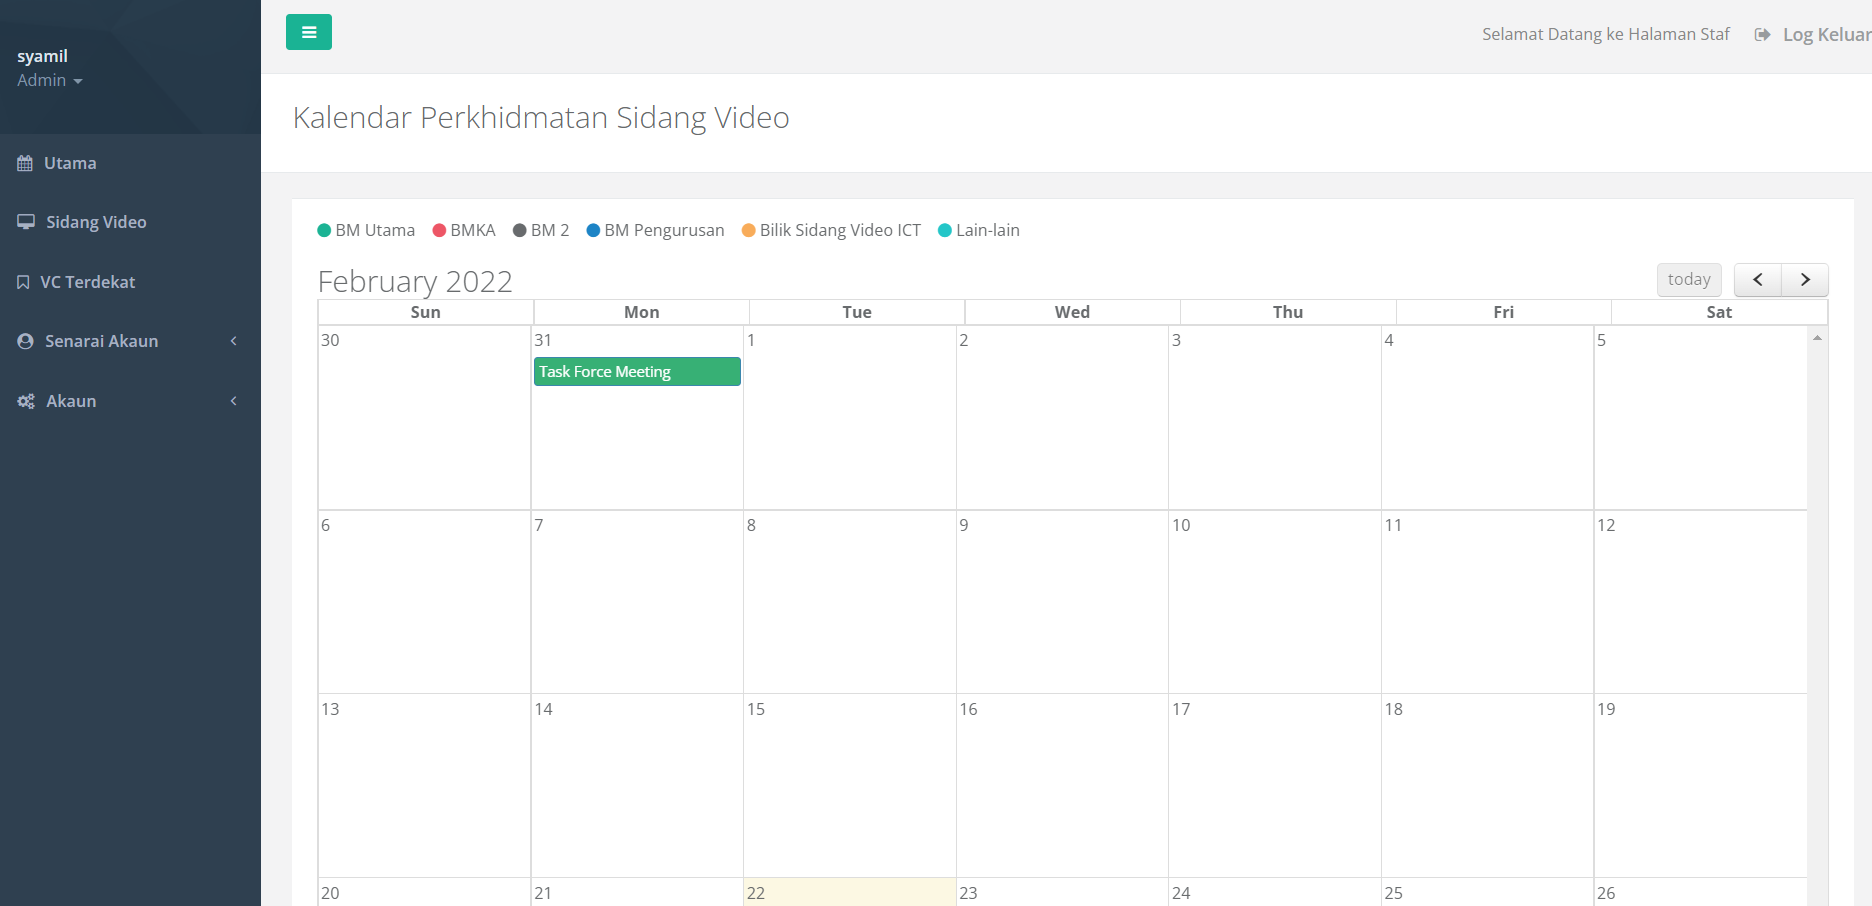 syamil
Admin
Utama
Sidang Video
VC Terdekat
Senarai Akaun
Akaun
Selamat Datang ke Halaman Staf Log Keluar
Kalendar Perkhidmatan Sidang Video
BM Utama BMKA BM 2 BM Pengurusan Bilik Sidang Video ICT Lain-lain
February 2022 today
Sun Mon Tue Wed Thu Fri Sat
30 31 1 2 3 4 5
Task Force Meeting
6 7 8 9 10 11 12
13 14 15 16 17 18 19
20 21 22 23 24 25 26